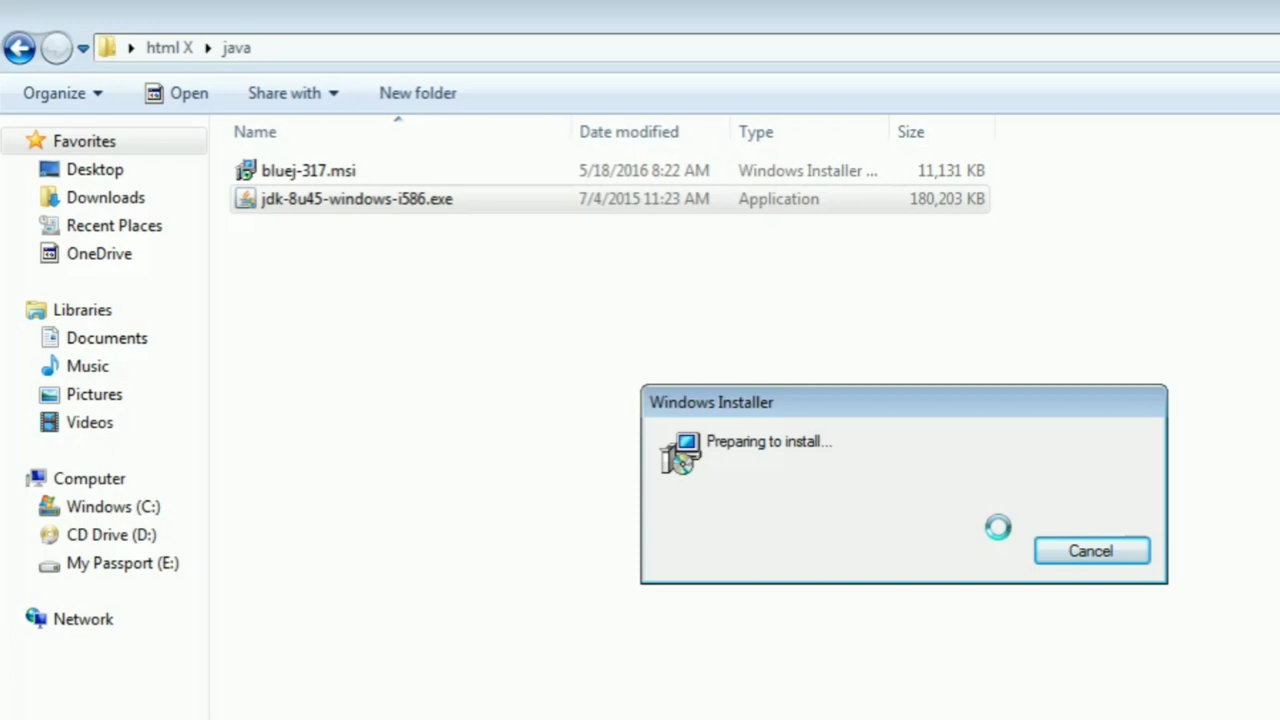 html X java
Organize Open Share with New folder
Name Date modified Type Size
Favorites
Desktop
Downloads
Recent Places
OneDrive
Libraries
Documents
Music
Pictures
Videos
Computer
Windows (C:)
CD Drive (D:)
My Passport (E:)
Network
bluej-317.msi 5/18/2016 8:22 AM Windows Installer ... 11,131 KB
jdk-8u45-windows-i586.exe 7/4/2015 11:23 AM Application 180,203 KB
Windows Installer
Preparing to install...
Cancel